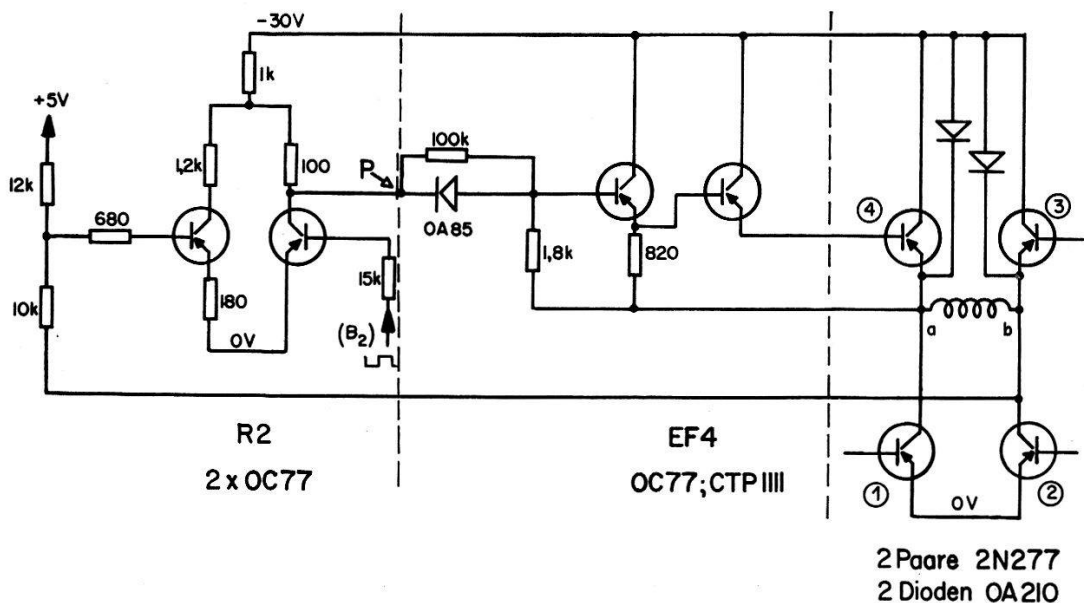 −30V
1k
+5V
12k
1,2k
100
P
100k
OA85
680
④
③
1,8k
820
10k
180
15k
(B₂)
0V
a
b
R2
2 x OC77
EF4
OC77; CTP 1111
①
②
0V
2 Paare 2N277
2 Dioden OA210